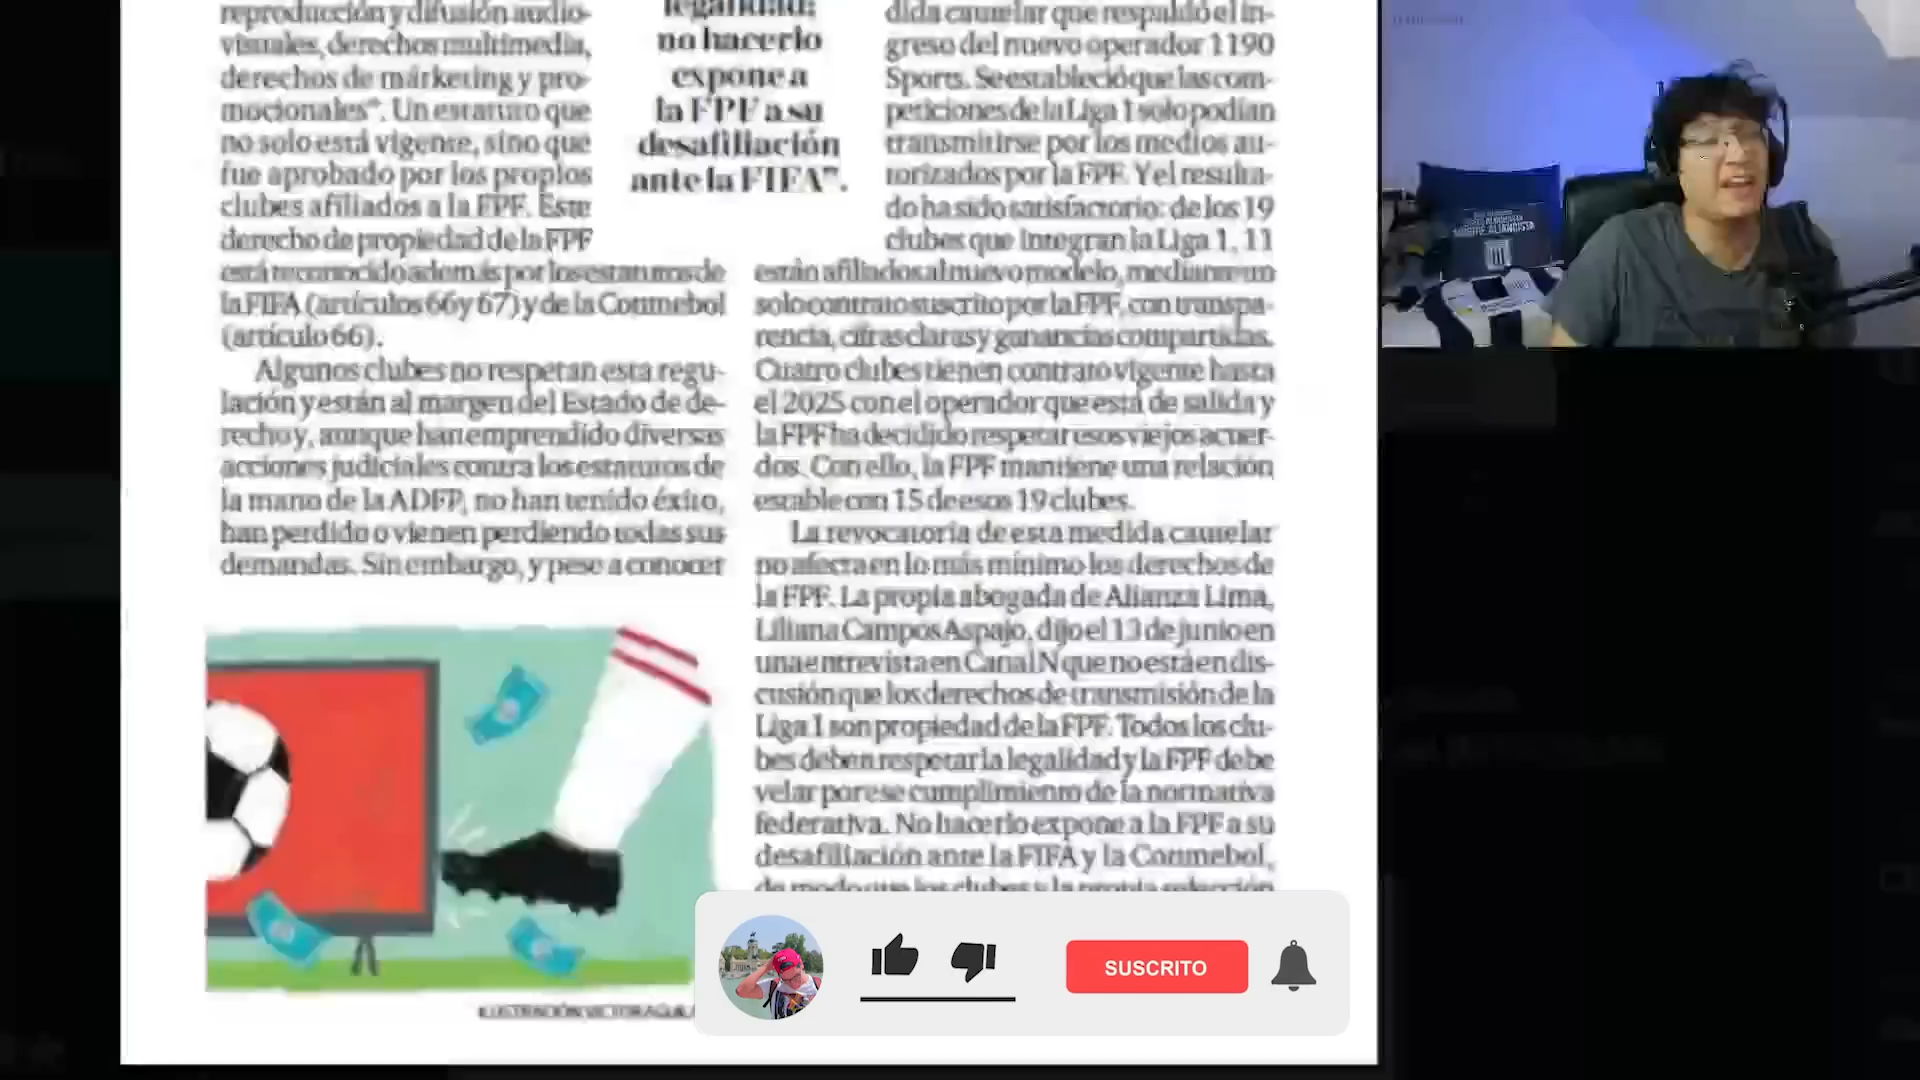 reproducción y difusión audio-
visuales, derechos multimedia,
derechos de márketing y pro-
mocionales". Un estatuto que
no solo está vigente, sino que
fue aprobado por los propios
clubes afiliados a la FPF. Este
derecho de propiedad de la FPF
está reconocido además por los estatutos de
la FIFA (artículos 66 y 67) y de la Conmebol
(artículo 66).
Algunos clubes no respetan esta regu-
lación y están al margen del Estado de de-
recho y, aunque han emprendido diversas
acciones judiciales contra los estatutos de
la mano de la ADFP, no han tenido éxito,
han perdido o vienen perdiendo todas sus
demandas. Sin embargo, y pese a conocer
legalidad;
no hacerlo
expone a
la FPF a su
desafiliación
ante la FIFA".
dida cautelar que respaldó el in-
greso del nuevo operador 1190
Sports. Se estableció que las com-
peticiones de la Liga 1 solo podían
transmitirse por los medios au-
torizados por la FPF. Y el resulta-
do ha sido satisfactorio: de los 19
clubes que integran la Liga 1, 11
están afiliados al nuevo modelo, mediante un
solo contrato suscrito por la FPF, con transpa-
rencia, cifras claras y ganancias compartidas.
Cuatro clubes tienen contrato vigente hasta
el 2025 con el operador que está de salida y
la FPF ha decidido respetar esos viejos acuer-
dos. Con ello, la FPF mantiene una relación
estable con 15 de esos 19 clubes.
La revocatoria de esta medida cautelar
no afecta en lo más mínimo los derechos de
la FPF. La propia abogada de Alianza Lima,
Liliana Campos Aspajo, dijo el 13 de junio en
una entrevista en Canal N que no está en dis-
cusión que los derechos de transmisión de la
Liga 1 son propiedad de la FPF. Todos los clu-
bes deben respetar la legalidad y la FPF debe
velar por ese cumplimiento de la normativa
federativa. No hacerlo expone a la FPF a su
desafiliación ante la FIFA y la Conmebol,
de modo que los clubes y la propia selección
ILUSTRACIÓN: VICTOR AGUILAR
SUSCRITO